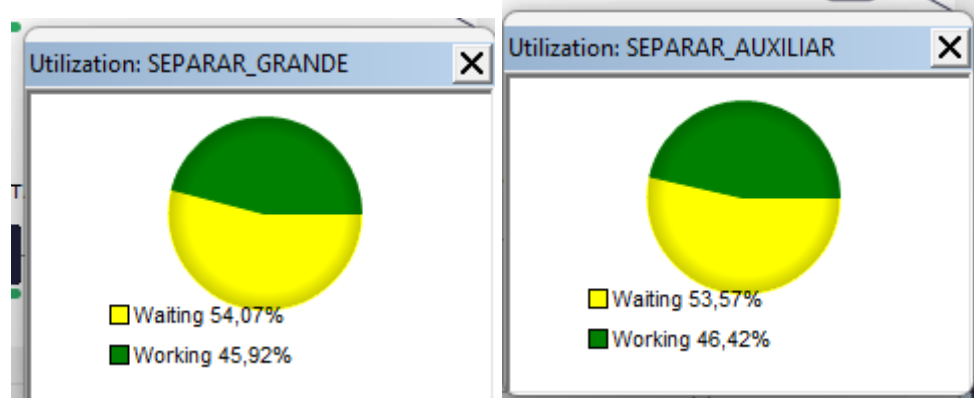 Utilization: SEPARAR_GRANDE
T
Waiting 54,07%
Working 45,92%
Utilization: SEPARAR_AUXILIAR
Waiting 53,57%
Working 46,42%